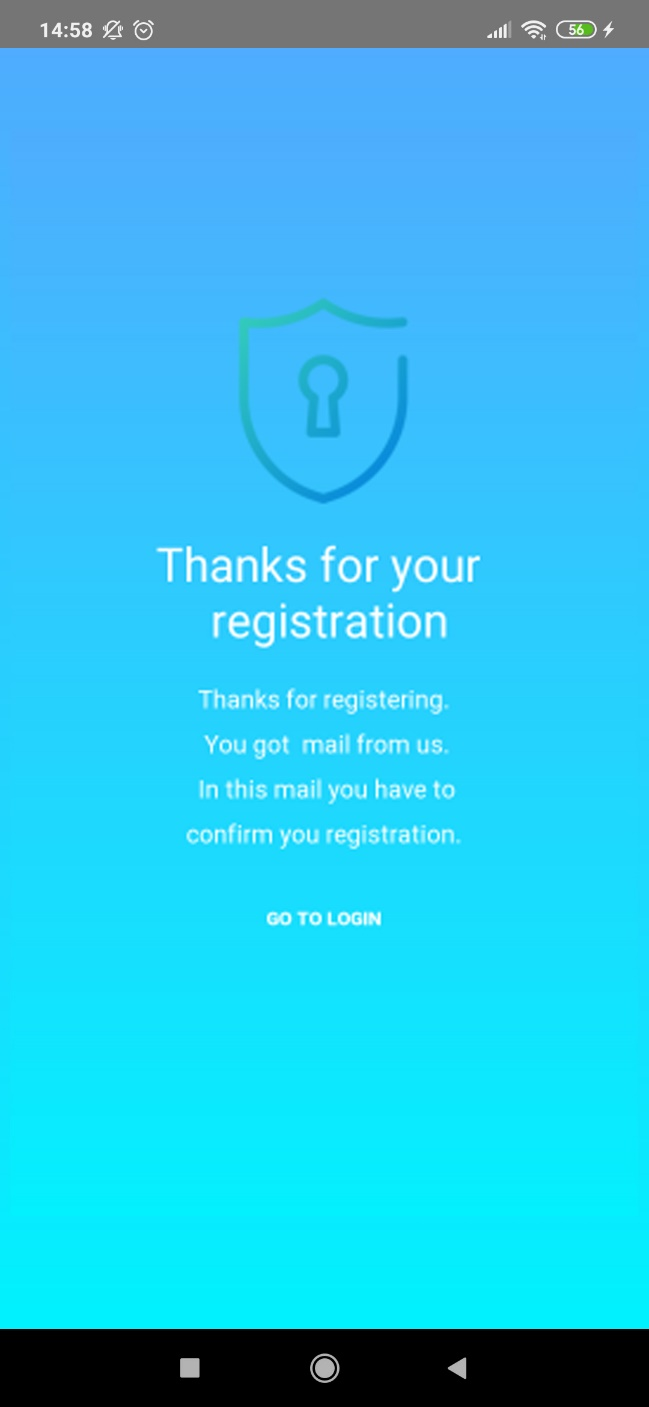 14:58
56
Thanks for your
registration
Thanks for registering.
You got  mail from us.
In this mail you have to
confirm you registration.
GO TO LOGIN